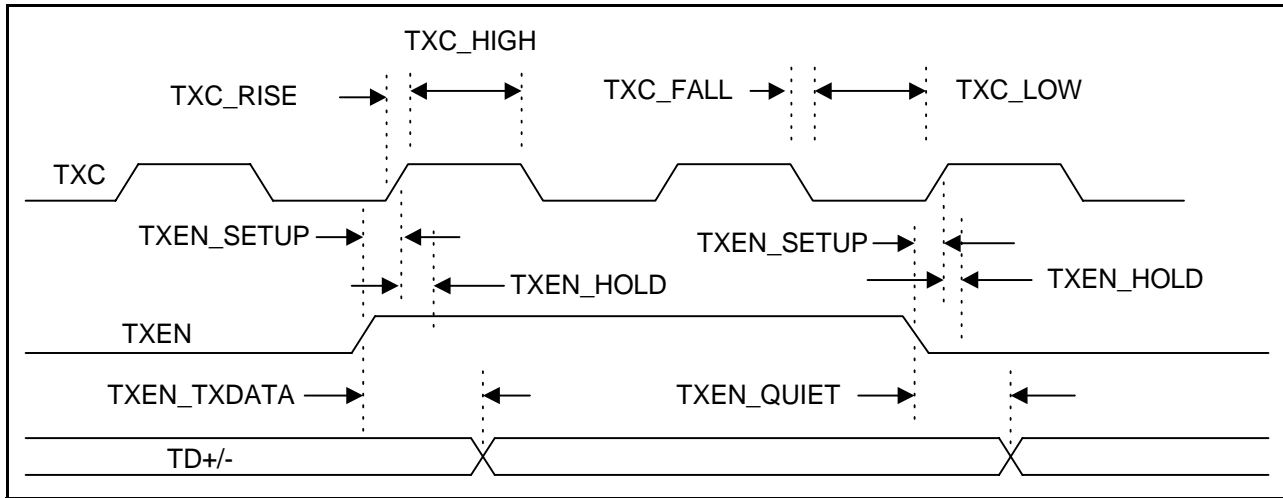 TXC_HIGH
TXC_RISE
TXC_FALL
TXC_LOW
TXC
TXEN_SETUP
TXEN_SETUP
TXEN_HOLD
TXEN_HOLD
TXEN
TXEN_TXDATA
TXEN_QUIET
TD+/-